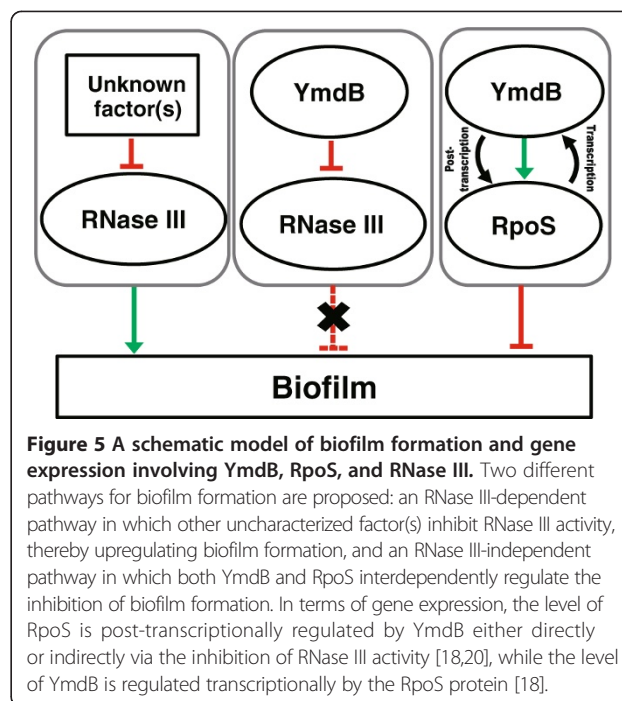 Unknown
factor(s)
RNase III
YmdB
RNase III
YmdB
Post-
transcription
Transcription
RpoS
Biofilm
Figure 5 A schematic model of biofilm formation and gene
expression involving YmdB, RpoS, and RNase III. Two different
pathways for biofilm formation are proposed: an RNase III-dependent
pathway in which other uncharacterized factor(s) inhibit RNase III activity,
thereby upregulating biofilm formation, and an RNase III-independent
pathway in which both YmdB and RpoS interdependently regulate the
inhibition of biofilm formation. In terms of gene expression, the level of
RpoS is post-transcriptionally regulated by YmdB either directly
or indirectly via the inhibition of RNase III activity [18,20], while the level
of YmdB is regulated transcriptionally by the RpoS protein [18].